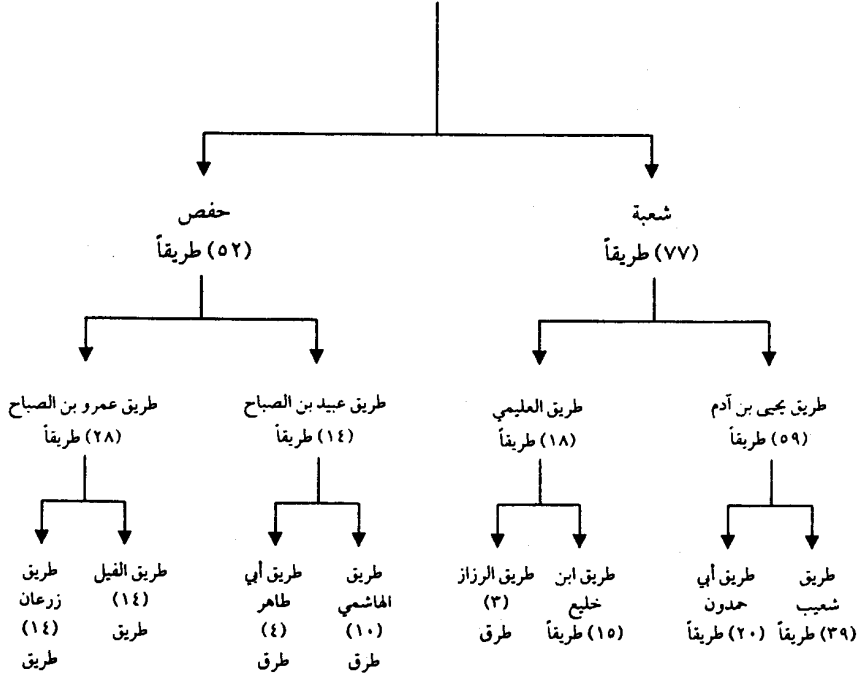 شعبة
(٧٧) طريقاً
حفص
(٥٢) طريقاً
طريق يحيى بن آدم
(٥٩) طريقاً
طريق العليمي
(١٨) طريقاً
طريق عبيد بن الصباح
(١٤) طريقاً
طريق عمرو بن الصباح
(٢٨) طريقاً
طريق
شعيب
(٣٩) طريقاً
طريق أبي
حمدون
(٢٠) طريقاً
طريق ابن
خليع
(١٥) طريقاً
طريق الرزاز
(٣)
طرق
طريق
الهاشمي
(١٠)
طرق
طريق أبي
طاهر
(٤)
طرق
طريق الفيل
(١٤)
طريق
طريق
زرعان
(١٤)
طريق